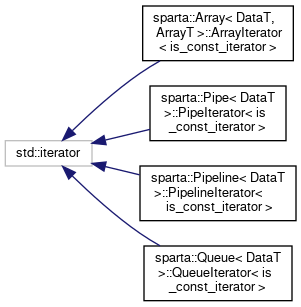 std::iterator
sparta::Array< DataT,
ArrayT >::ArrayIterator
< is_const_iterator >
sparta::Pipe< DataT
>::PipeIterator< is
_const_iterator >
sparta::Pipeline< DataT
>::PipelineIterator<
is_const_iterator >
sparta::Queue< DataT
>::QueueIterator< is
_const_iterator >